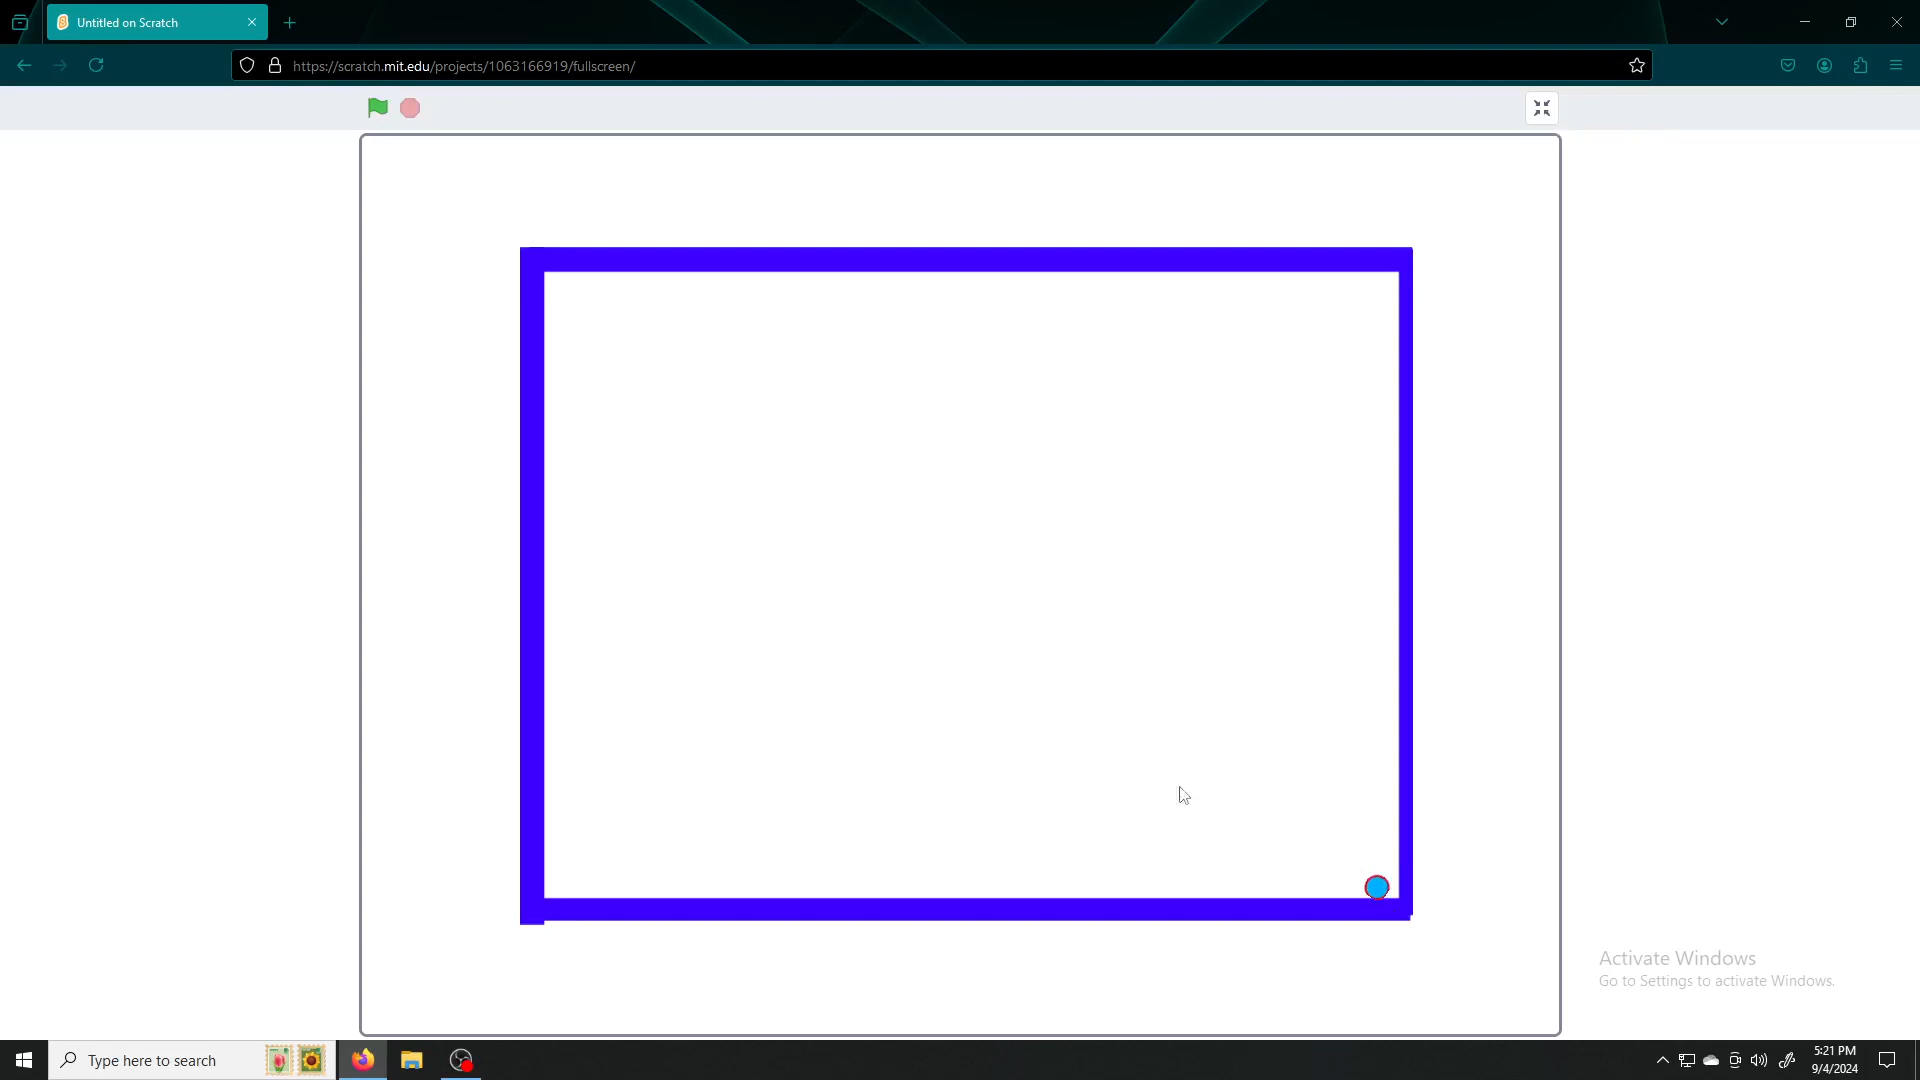 Untitled on Scratch
https://scratch.mit.edu/projects/1063166919/fullscreen/
Activate Windows
Go to Settings to activate Windows.
Type here to search
5:21 PM
9/4/2024